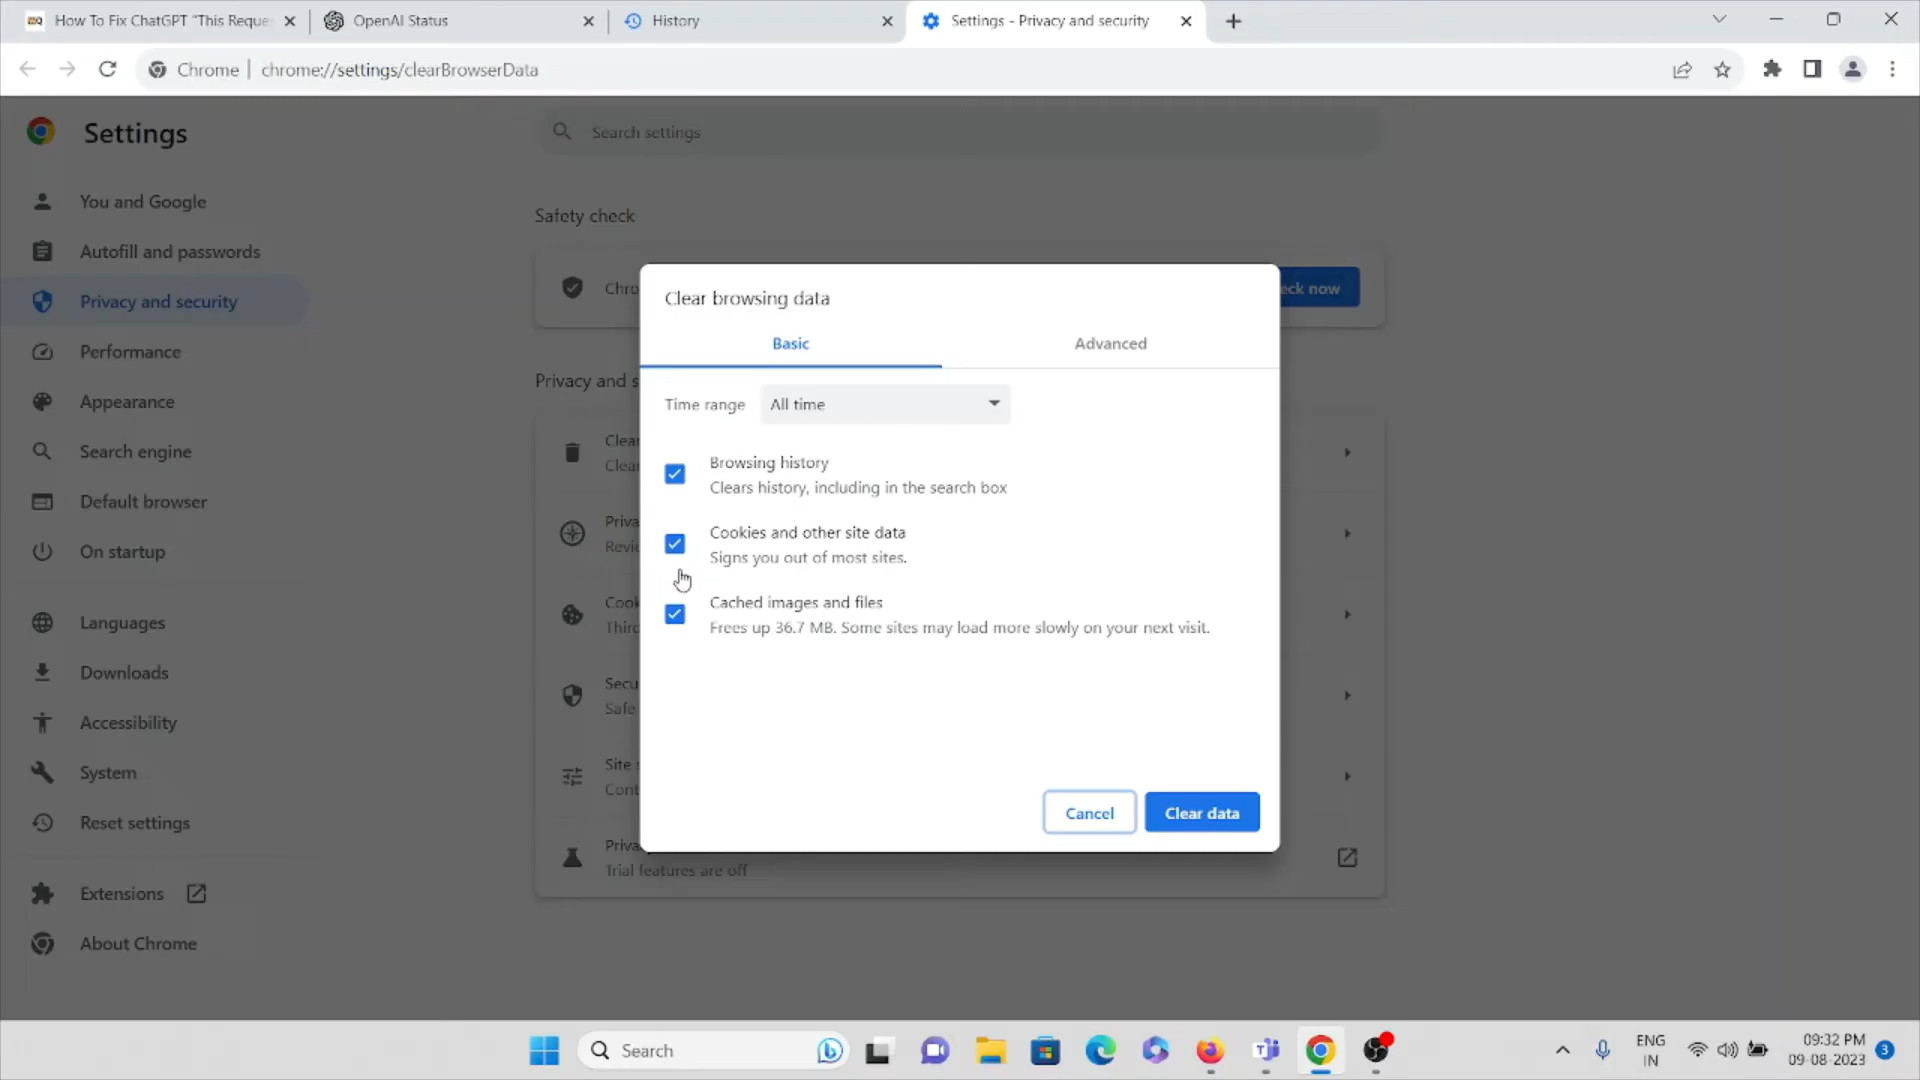 How To Fix ChatGPT "This Reque
OpenAI Status
History
Settings - Privacy and security
Chrome
chrome://settings/clearBrowserData
Settings
Search settings
You and Google
Autofill and passwords
Privacy and security
Performance
Appearance
Search engine
Default browser
On startup
Languages
Downloads
Accessibility
System
Reset settings
Extensions
About Chrome
Safety check
Chro
eck now
Privacy and s
Clear
Clear
Priva
Revie
Cook
Third
Secu
Safe
Site
Cont
Priva
Trial features are off
Clear browsing data
Basic
Advanced
Time range
All time
Browsing history
Clears history, including in the search box
Cookies and other site data
Signs you out of most sites.
Cached images and files
Frees up 36.7 MB. Some sites may load more slowly on your next visit.
Cancel
Clear data
Search
ENG
IN
09:32 PM
09-08-2023
3